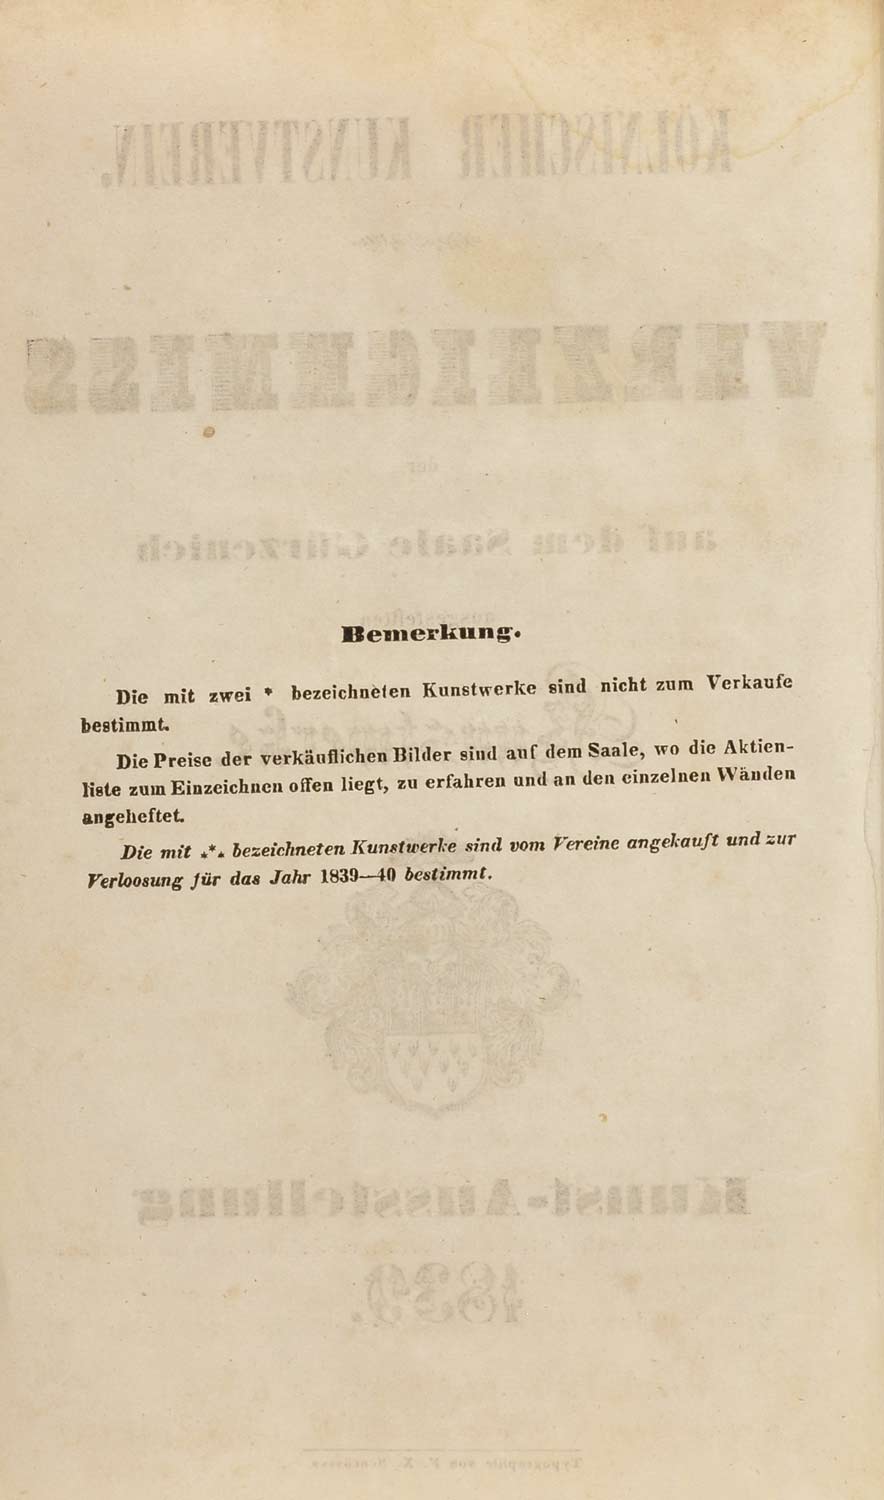 Bemerkung.
Die mit zwei * bezeichneten Kunstwerke sind nicht zum Verkaufe
bestimmt.
Die Preise der verkäuflichen Bilder sind auf dem Saale, wo die Aktien-
liste zum Einzeichnen offen liegt, zu erfahren und an den einzelnen Wänden
angeheftet.
Die mit *** bezeichneten Kunstwerke sind vom Vereine angekauft und zur
Verloosung für das Jahr 1839—40 bestimmt.